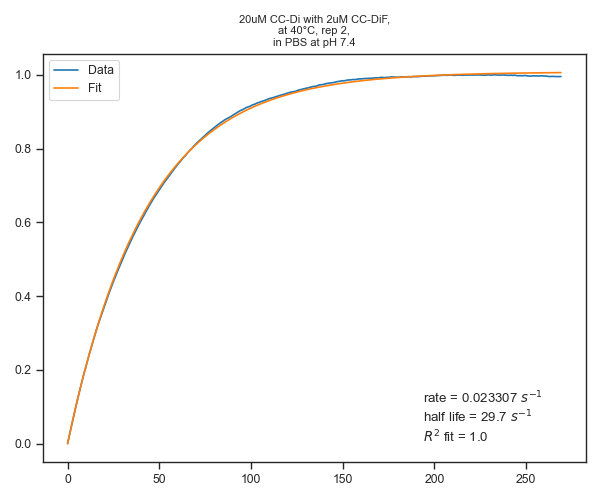 20uM CC-Di with 2uM CC-DiF,
at 40°C, rep 2,
in PBS at pH 7.4
Data
Fit
1.0
0.8
0.6
0.4
0.2
0.0
rate = 0.023307 s⁻¹
half life = 29.7 s⁻¹
R² fit = 1.0
0 50 100 150 200 250